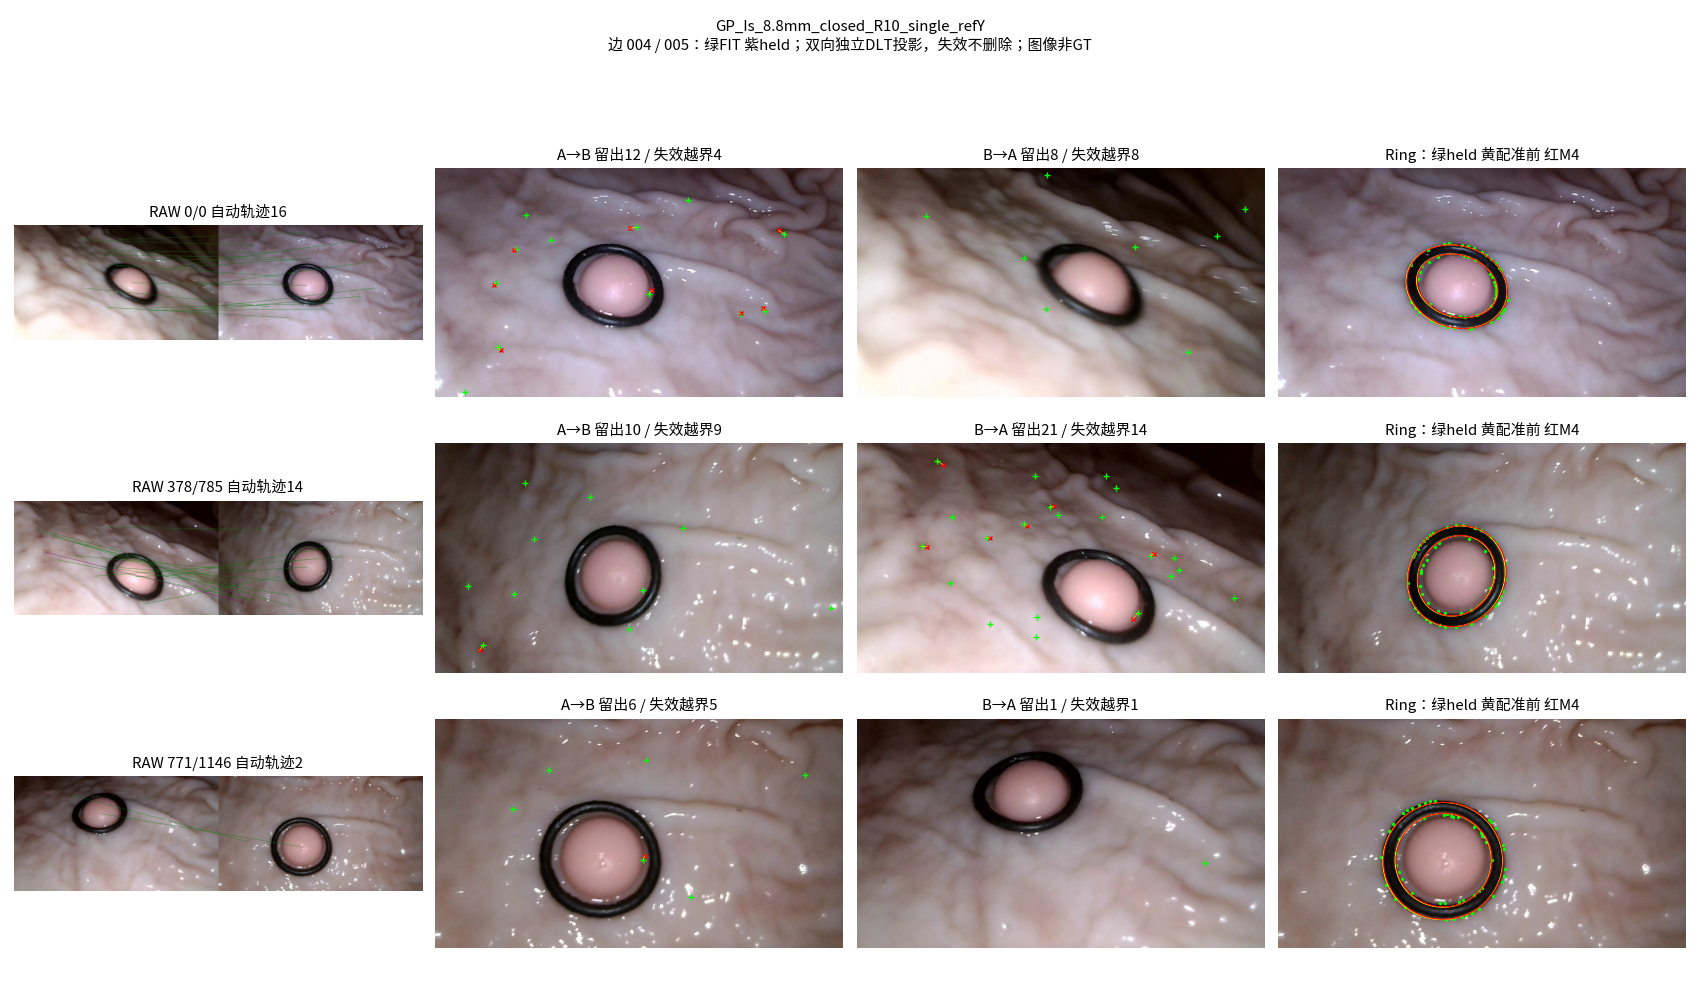 GP_Is_8.8mm_closed_R10_single_refY
边 004 / 005：绿FIT 紫held；双向独立DLT投影，失效不删除；图像非GT
RAW 0/0 自动轨迹16
A→B 留出12 / 失效越界4
B→A 留出8 / 失效越界8
Ring：绿held 黄配准前 红M4
RAW 378/785 自动轨迹14
A→B 留出10 / 失效越界9
B→A 留出21 / 失效越界14
Ring：绿held 黄配准前 红M4
RAW 771/1146 自动轨迹2
A→B 留出6 / 失效越界5
B→A 留出1 / 失效越界1
Ring：绿held 黄配准前 红M4